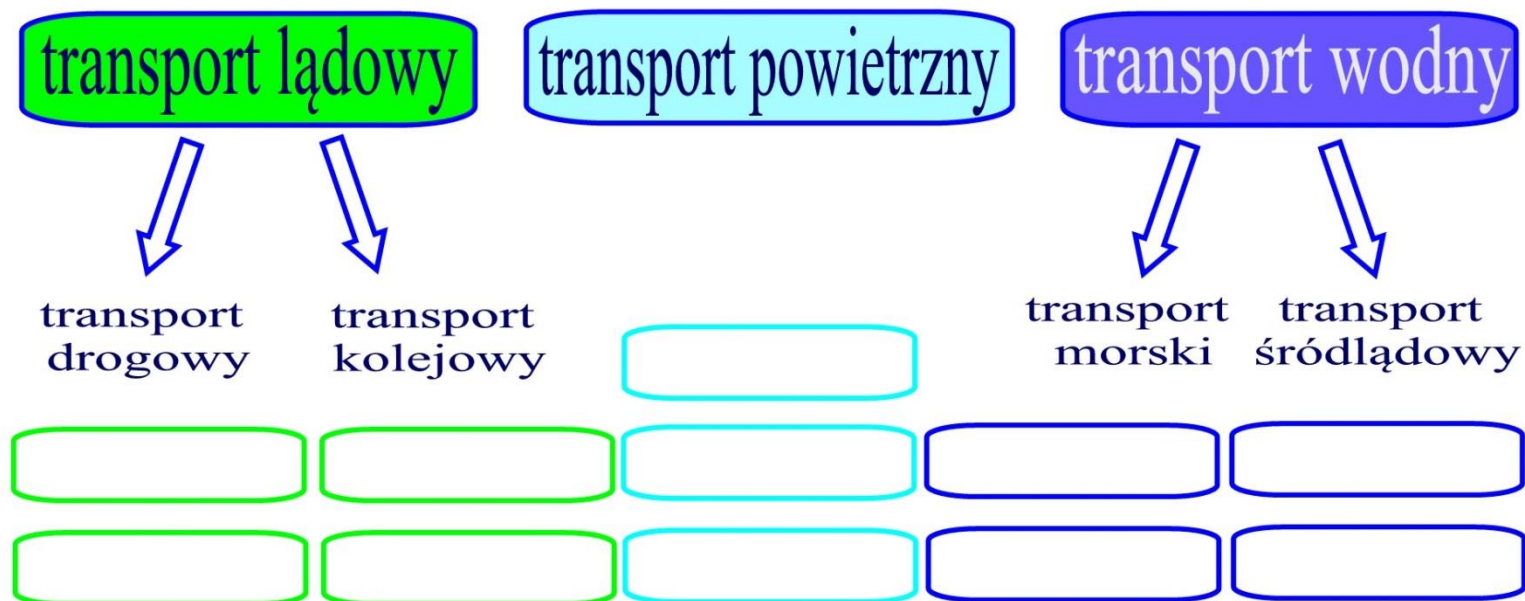 transport lądowy
transport powietrzny
transport wodny
transport
drogowy
transport
kolejowy
transport
morski
transport
śródlądowy